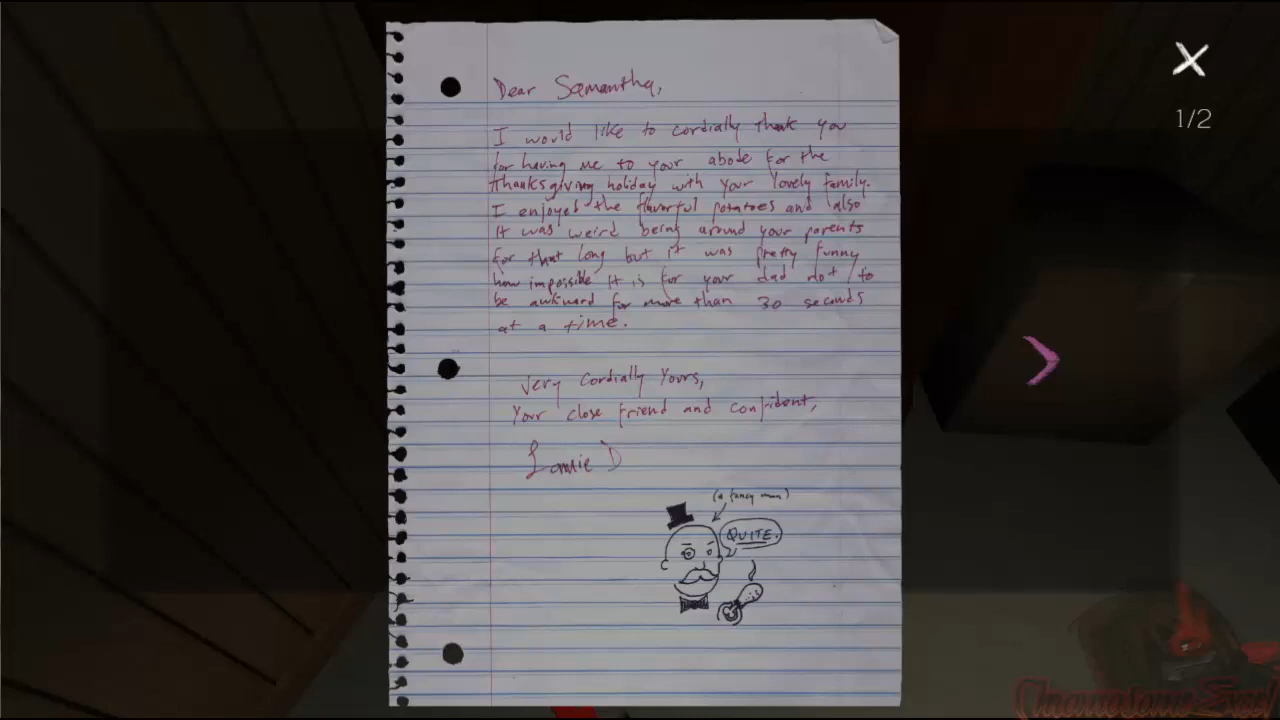 1/2
Dear Samantha,
I would like to cordially thank you
for having me to your abode for the
thanksgiving holiday with your lovely family.
I enjoyed the flavorful potatoes and also
it was weird being around your parents
for that long but it was pretty funny
how impossible it is for your dad not to
be awkward for more than 30 seconds
at a time.
Very Cordially Yours,
Your close friend and confident,
Lonnie D
(a fancy man)
QUITE.